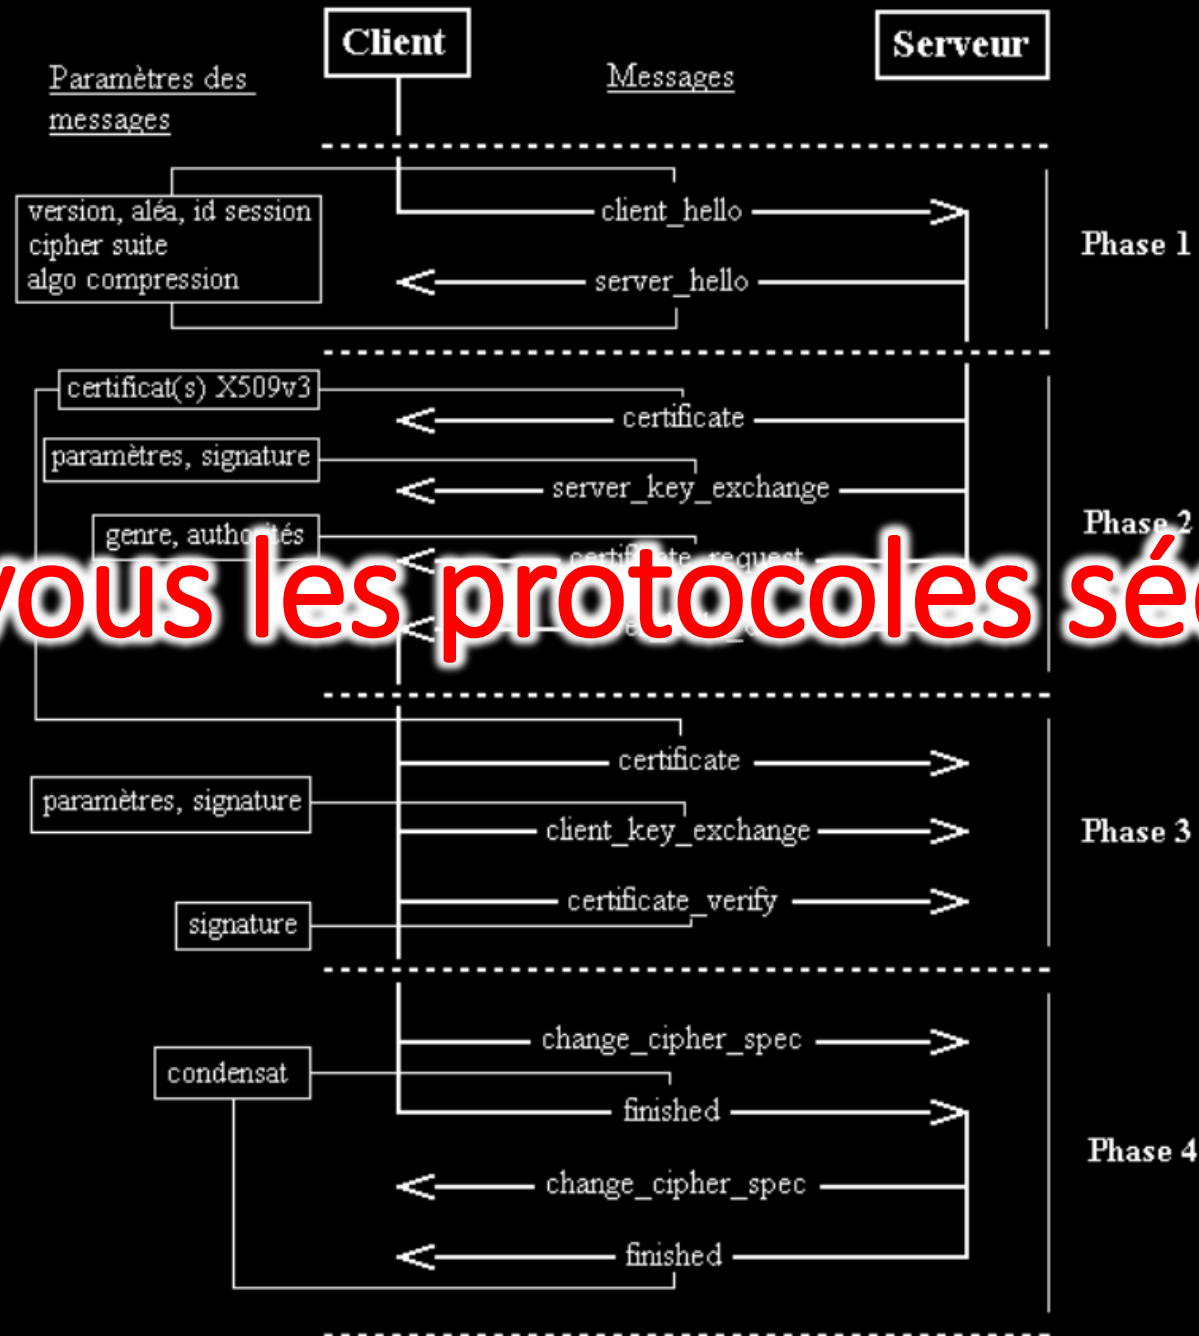 Client
Serveur
Paramètres des
messages
Messages
version, aléa, id session
cipher suite
algo compression
client_hello
server_hello
Phase 1
certificat(s) X509v3
certificate
paramètres, signature
server_key_exchange
genre, authorités
certificate_request
Phase 2
vous les protocoles sé
certificate
paramètres, signature
client_key_exchange
Phase 3
certificate_verify
signature
change_cipher_spec
condensat
finished
Phase 4
change_cipher_spec
finished